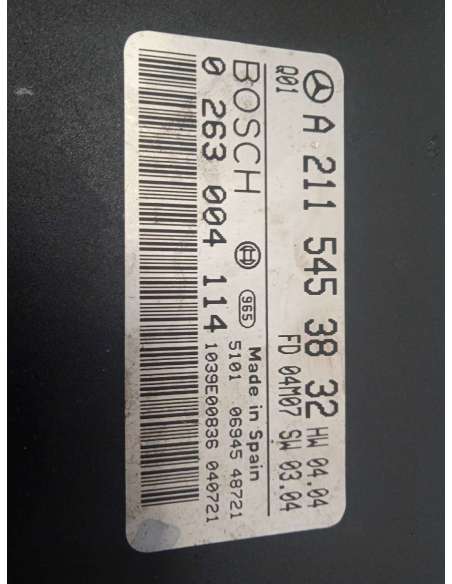 A 211 545 38 32 HW 04.04
Q01 FD 04M07 SW 03.04
BOSCH 965 Made in Spain
5101 06945 48721
0 263 004 114 1039E00836 040721